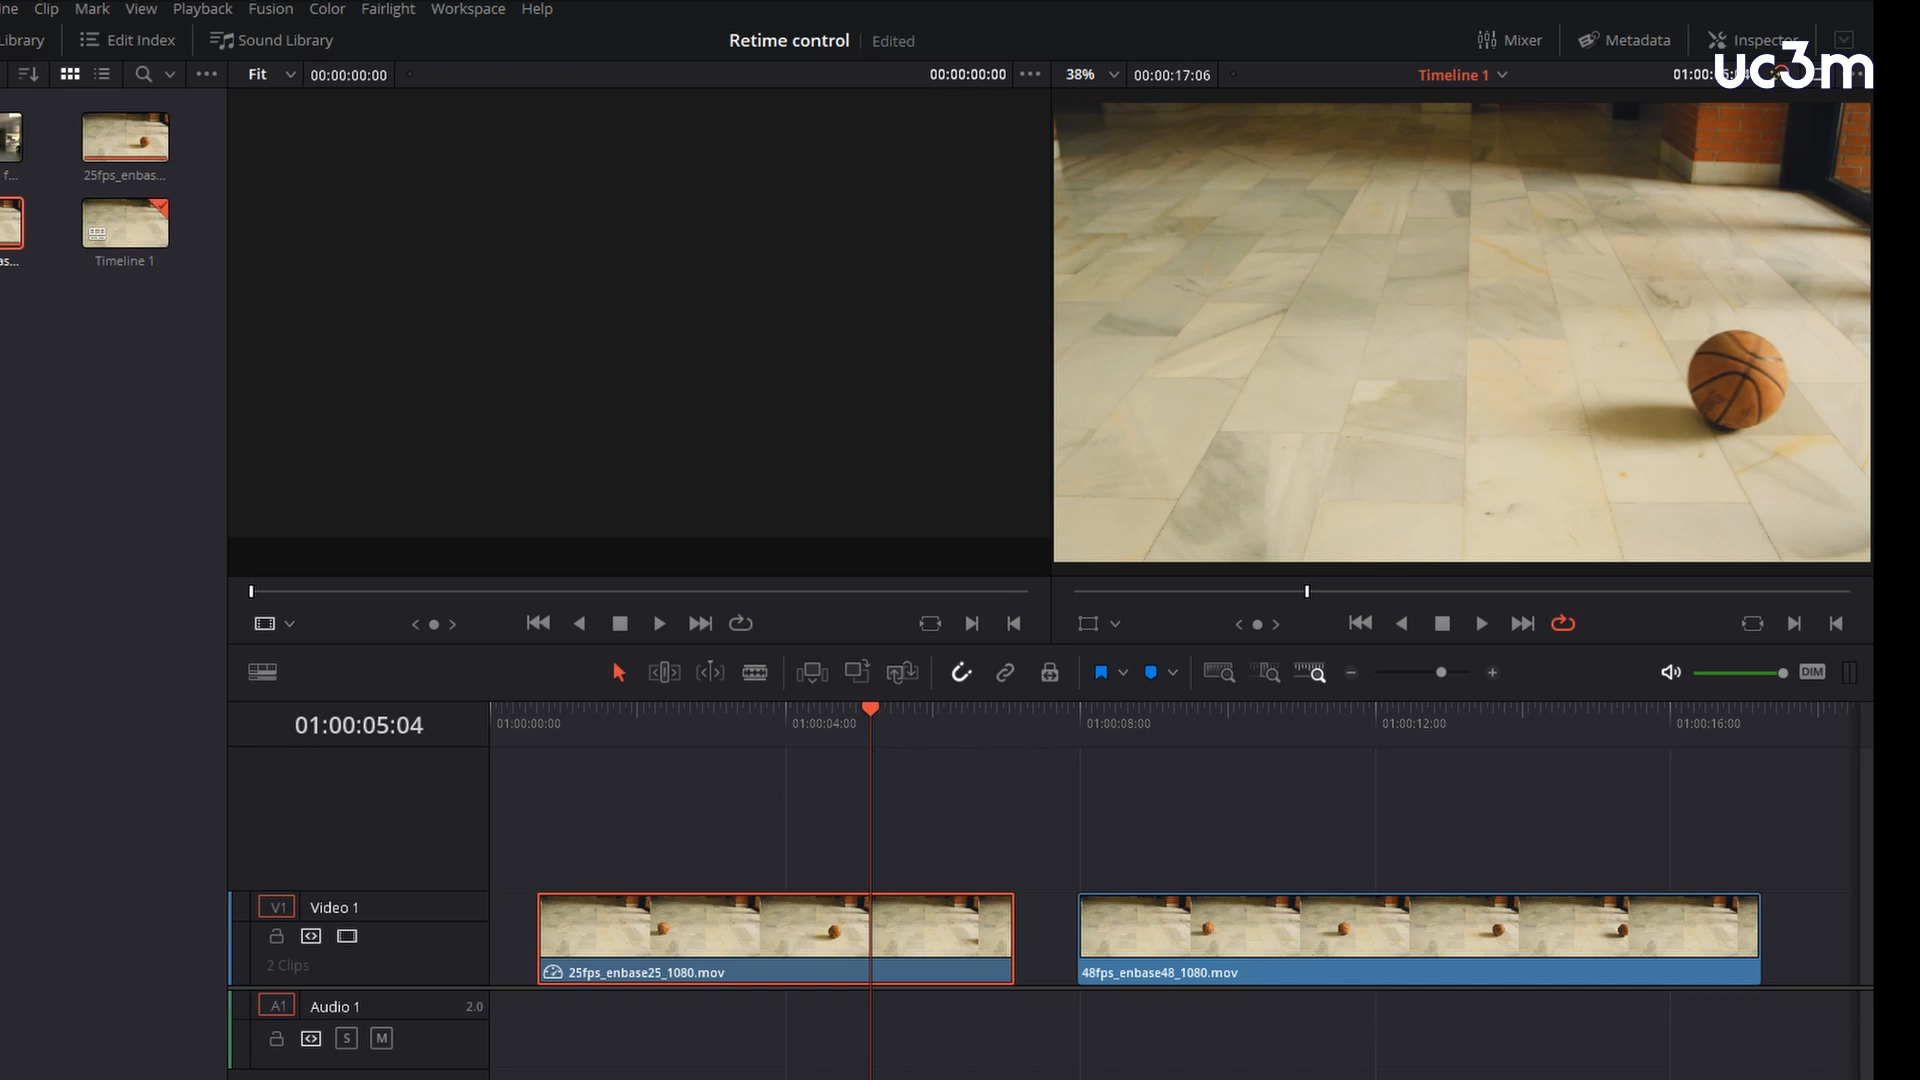 ne Clip Mark View Playback Fusion Color Fairlight Workspace Help
Library Edit Index Sound Library Retime control Edited Mixer Metadata Inspector
uc3m
Fit 00:00:00:00 00:00:00:00 38% 00:00:17:06 Timeline 1
f... 25fps_enbas...
as... Timeline 1
DIM
01:00:05:04 01:00:00:00 01:00:04:00 01:00:08:00 01:00:12:00 01:00:16:00
V1 Video 1
2 Clips
25fps_enbase25_1080.mov 48fps_enbase48_1080.mov
A1 Audio 1 2.0
S M